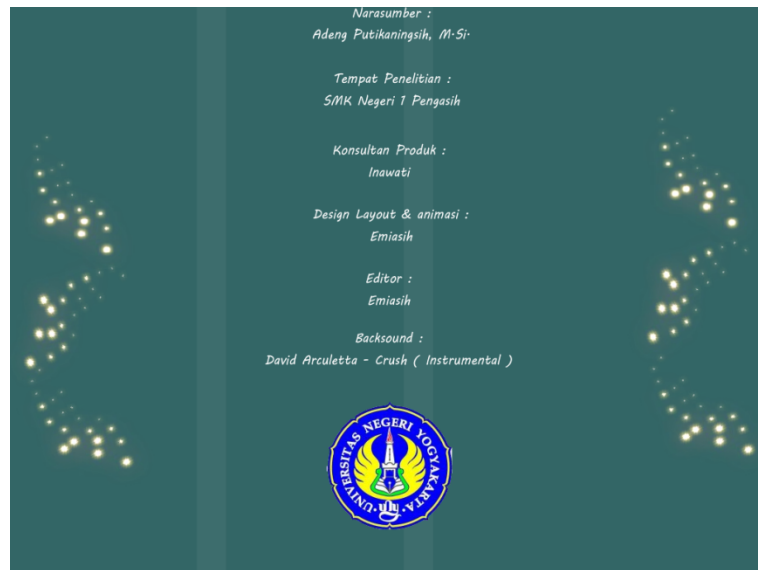 Narasumber :
Adeng Putikaningsih, M.Si.
Tempat Penelitian :
SMK Negeri 1 Pengasih
Konsultan Produk :
Inawati
Design Layout & animasi :
Emiasih
Editor :
Emiasih
Backsound :
David Arculetta - Crush ( Instrumental )
UNIVERSITAS NEGERI YOGYAKARTA